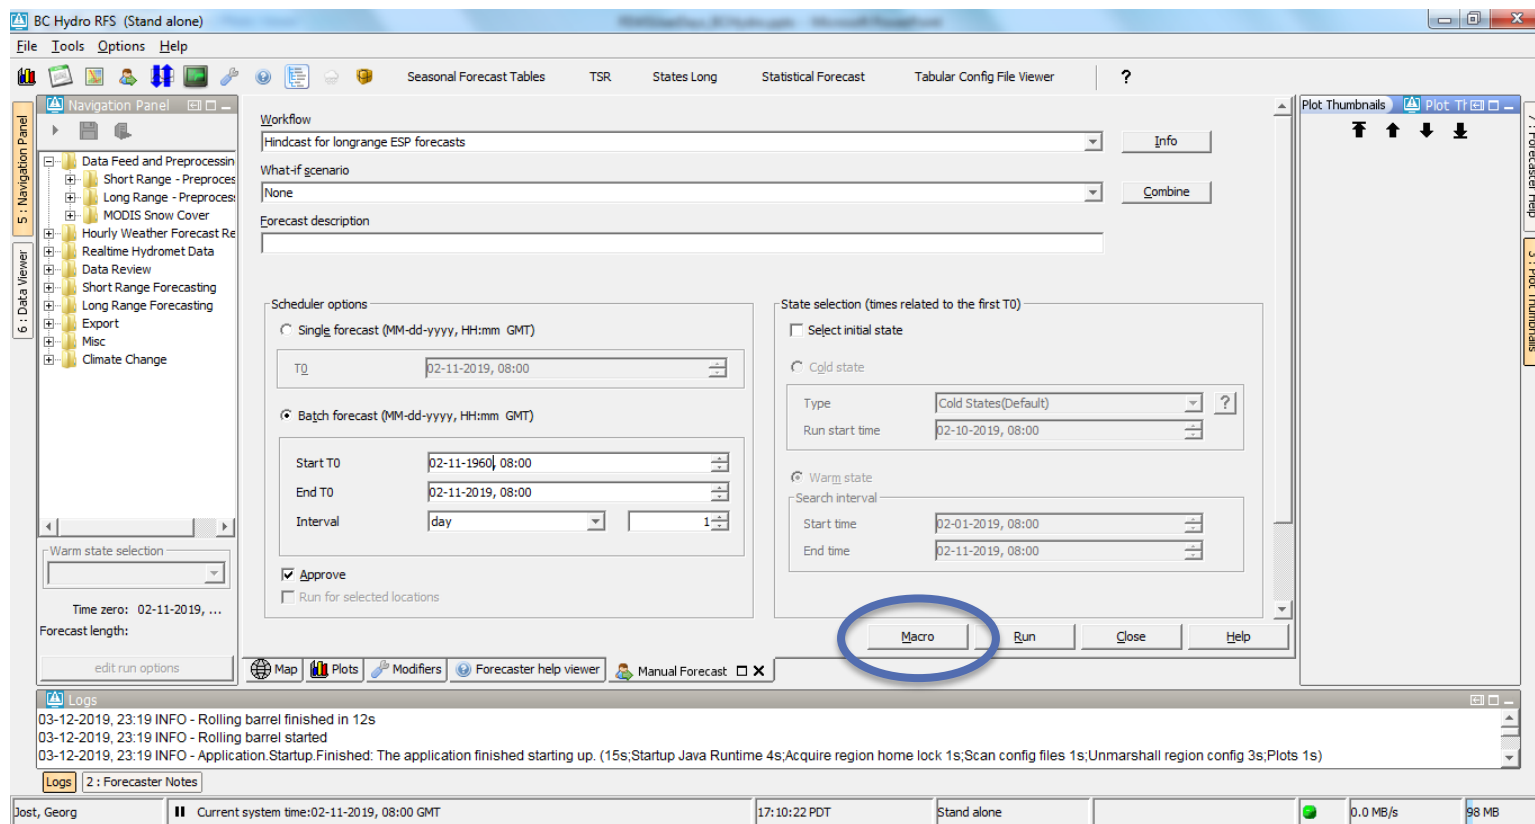 BC Hydro RFS (Stand alone)
File Tools Options Help
Seasonal Forecast Tables TSR States Long Statistical Forecast Tabular Config File Viewer ?
5 : Navigation Panel
6 : Data Viewer
Navigation Panel
Data Feed and Preprocessin
Short Range - Preproces
Long Range - Preproces
MODIS Snow Cover
Hourly Weather Forecast Re
Realtime Hydromet Data
Data Review
Short Range Forecasting
Long Range Forecasting
Export
Misc
Climate Change
Warm state selection
Time zero: 02-11-2019, ...
Forecast length:
edit run options
Workflow
Hindcast for longrange ESP forecasts
Info
What-if scenario
None
Combine
Forecast description
Scheduler options
Single forecast (MM-dd-yyyy, HH:mm GMT)
T0 02-11-2019, 08:00
Batch forecast (MM-dd-yyyy, HH:mm GMT)
Start T0 02-11-1960, 08:00
End T0 02-11-2019, 08:00
Interval day 1
Approve
Run for selected locations
State selection (times related to the first T0)
Select initial state
Cold state
Type Cold States(Default) ?
Run start time 02-10-2019, 08:00
Warm state
Search interval
Start time 02-01-2019, 08:00
End time 02-11-2019, 08:00
Macro Run Close Help
Map Plots Modifiers Forecaster help viewer Manual Forecast
Plot Thumbnails Plot Th
Forecaster Help
3 : Plot Thumbnails
Logs
03-12-2019, 23:19 INFO - Rolling barrel finished in 12s
03-12-2019, 23:19 INFO - Rolling barrel started
03-12-2019, 23:19 INFO - Application.Startup.Finished: The application finished starting up. (15s;Startup Java Runtime 4s;Acquire region home lock 1s;Scan config files 1s;Unmarshall region config 3s;Plots 1s)
Logs 2 : Forecaster Notes
Jost, Georg Current system time:02-11-2019, 08:00 GMT 17:10:22 PDT Stand alone 0.0 MB/s 98 MB